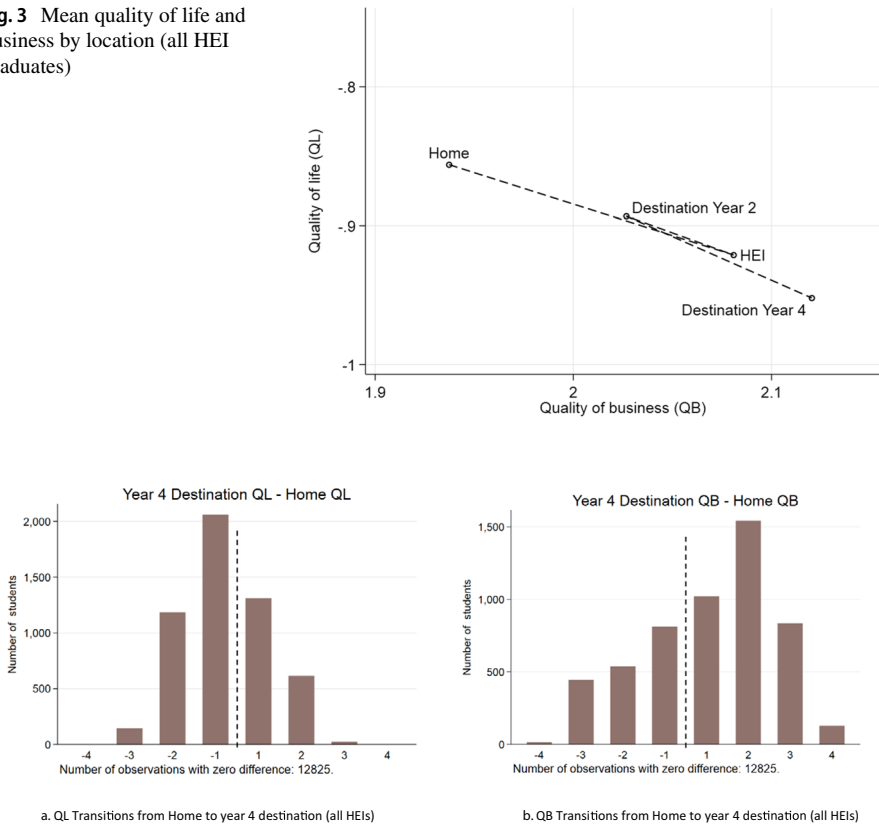 g. 3 Mean quality of life and
usiness by location (all HEI
aduates)
-.8
-.9
-1
Quality of life (QL)
Home
Destination Year 2
HEI
Destination Year 4
1.9 2 2.1
Quality of business (QB)
Year 4 Destination QL - Home QL
2,000
1,500
1,000
500
0
Number of students
-4 -3 -2 -1 1 2 3 4
Number of observations with zero difference: 12825.
a. QL Transitions from Home to year 4 destination (all HEIs)
Year 4 Destination QB - Home QB
1,500
1,000
500
0
Number of students
-4 -3 -2 -1 1 2 3 4
Number of observations with zero difference: 12825.
b. QB Transitions from Home to year 4 destination (all HEIs)